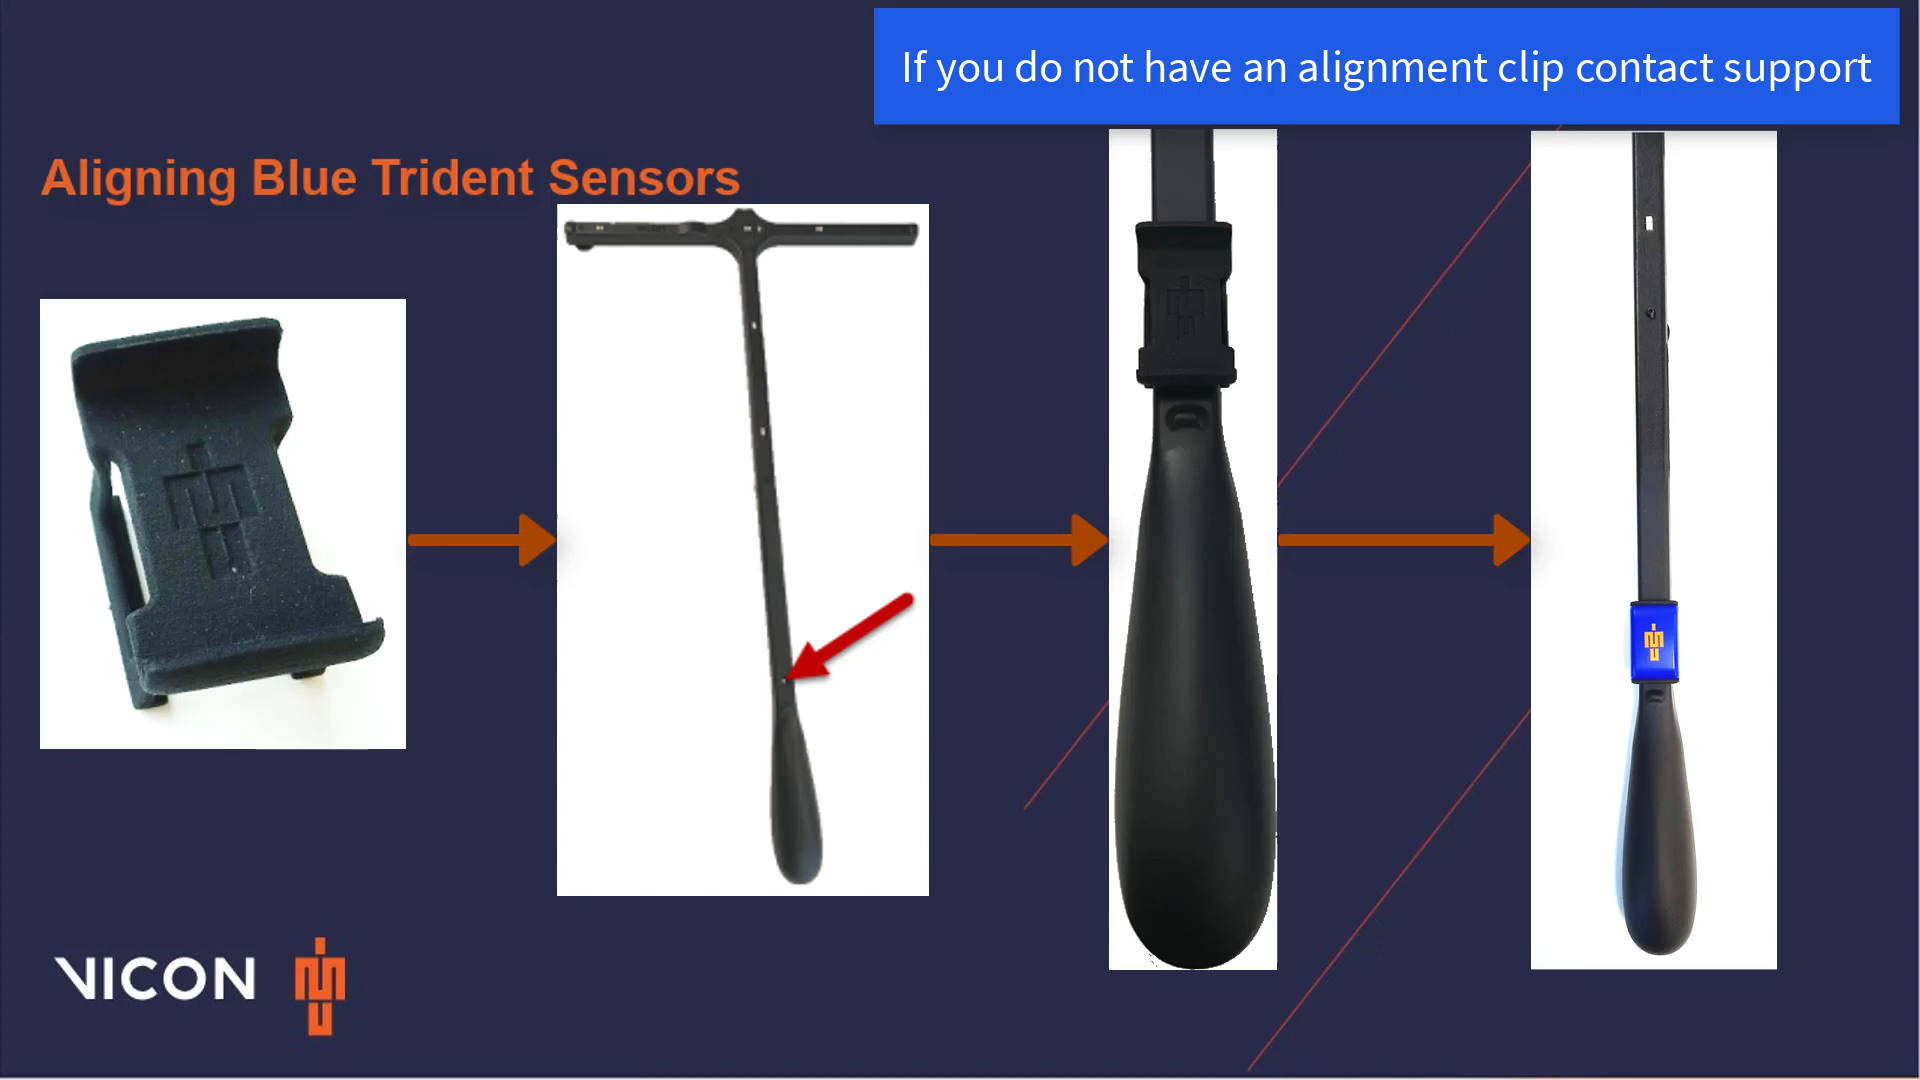 If you do not have an alignment clip contact support
Aligning Blue Trident Sensors
VICON